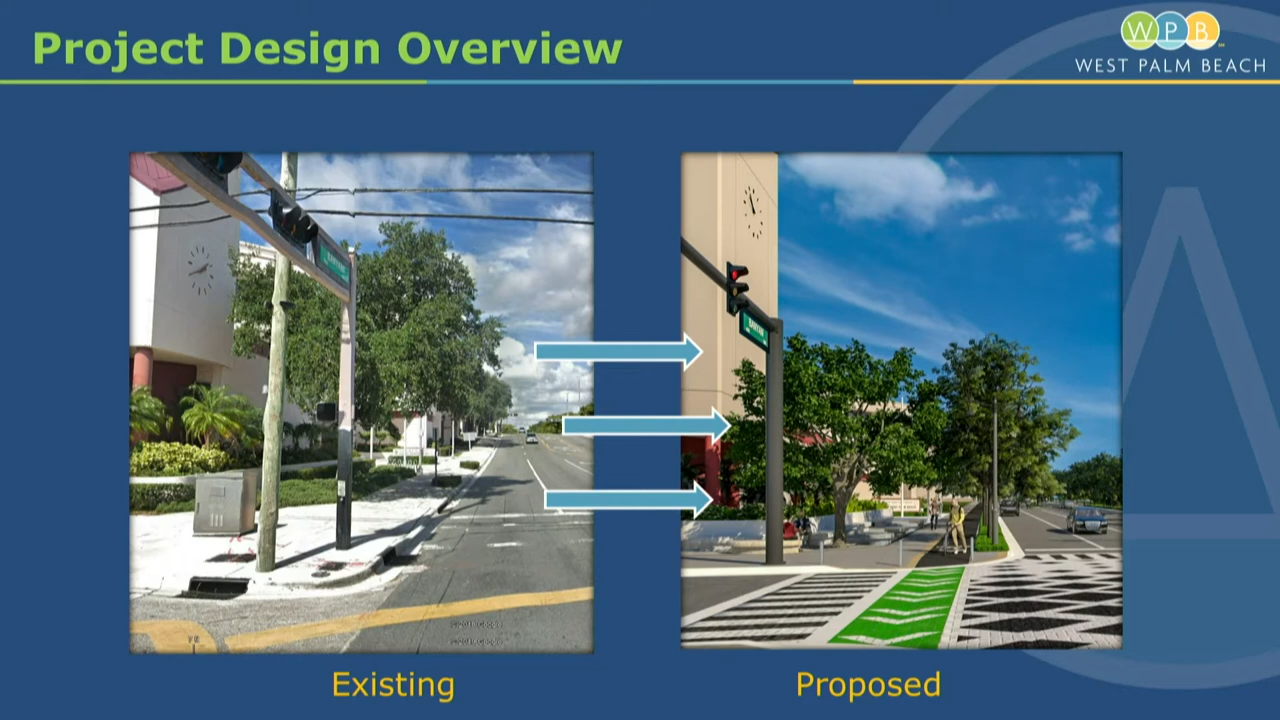 Project Design Overview
WPB
WEST PALM BEACH
Existing
Proposed